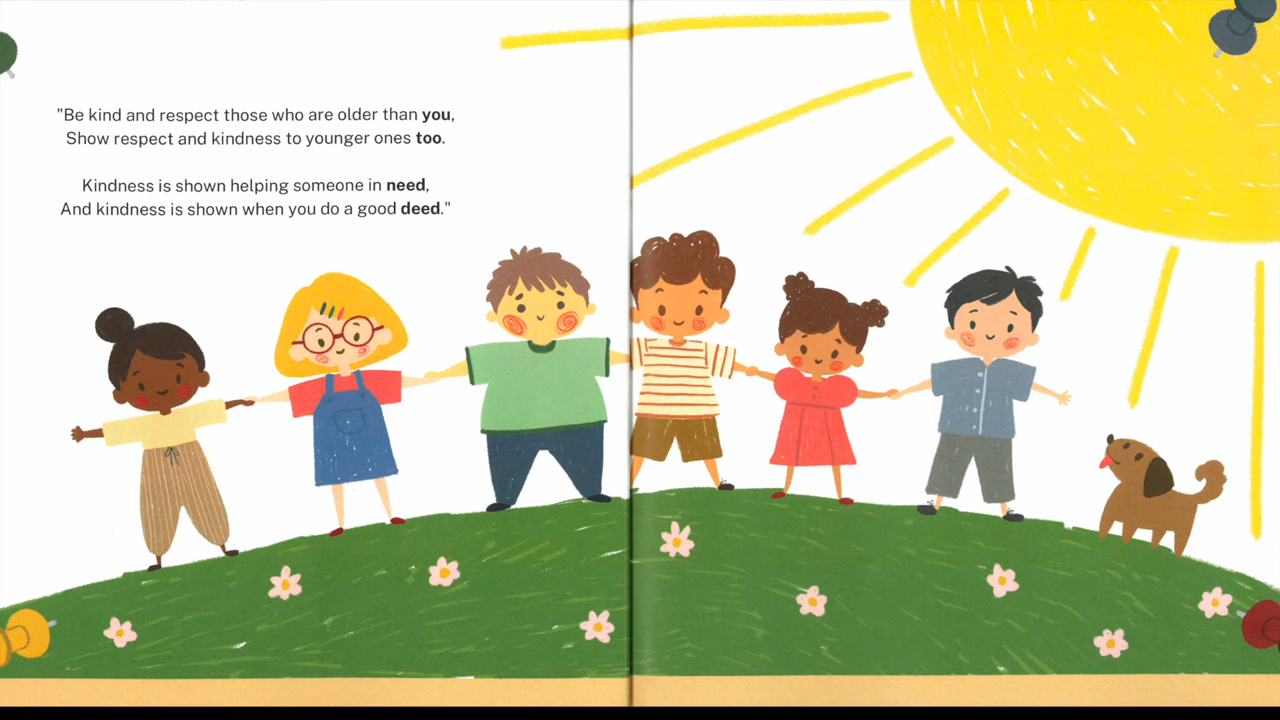 "Be kind and respect those who are older than you,
Show respect and kindness to younger ones too.
Kindness is shown helping someone in need,
And kindness is shown when you do a good deed."